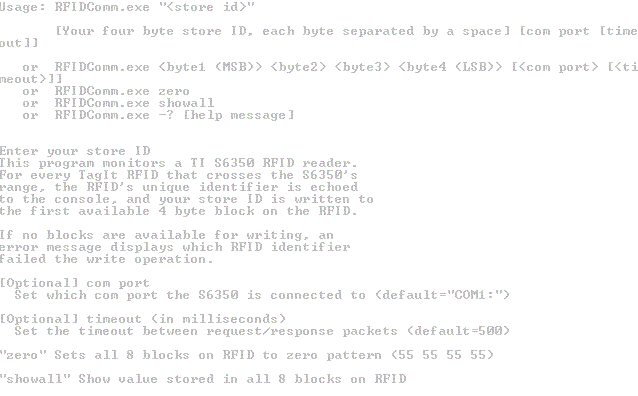 Usage: RFIDComm.exe "<store id>"
[Your four byte store ID, each byte separated by a space] [com port [time
out]]
or RFIDComm.exe <byte1 (MSB)> <byte2> <byte3> <byte4 (LSB)> [<com port> [<ti
meout>]]
or RFIDComm.exe zero
or RFIDComm.exe showall
or RFIDComm.exe -? [help message]
Enter your store ID
This program monitors a TI S6350 RFID reader.
For every TagIt RFID that crosses the S6350's
range, the RFID's unique identifier is echoed
to the console, and your store ID is written to
the first available 4 byte block on the RFID.
If no blocks are available for writing, an
error message displays which RFID identifier
failed the write operation.
[Optional] com port
Set which com port the S6350 is connected to (default="COM1:")
[Optional] timeout (in milliseconds)
Set the timeout between request/response packets (default=500)
"zero" Sets all 8 blocks on RFID to zero pattern (55 55 55 55)
"showall" Show value stored in all 8 blocks on RFID